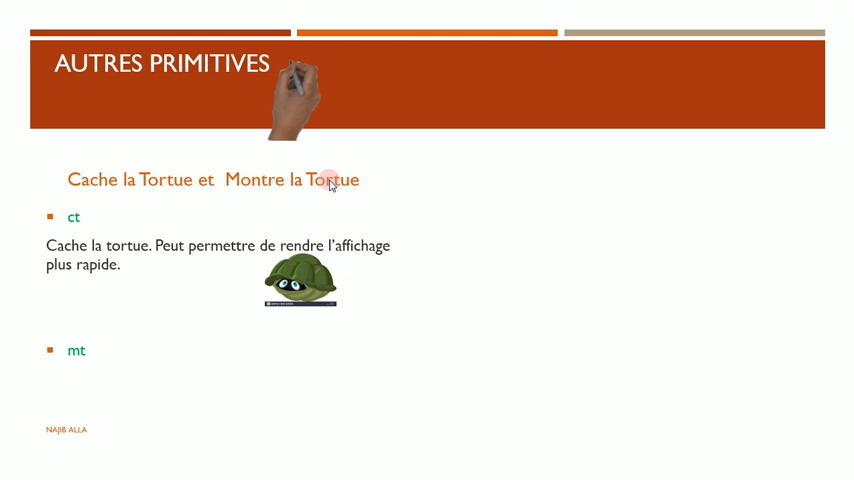 AUTRES PRIMITIVES
Cache la Tortue et Montre la Tortue
ct
Cache la tortue. Peut permettre de rendre l’affichage
plus rapide.
mt
NAJIB ALLA